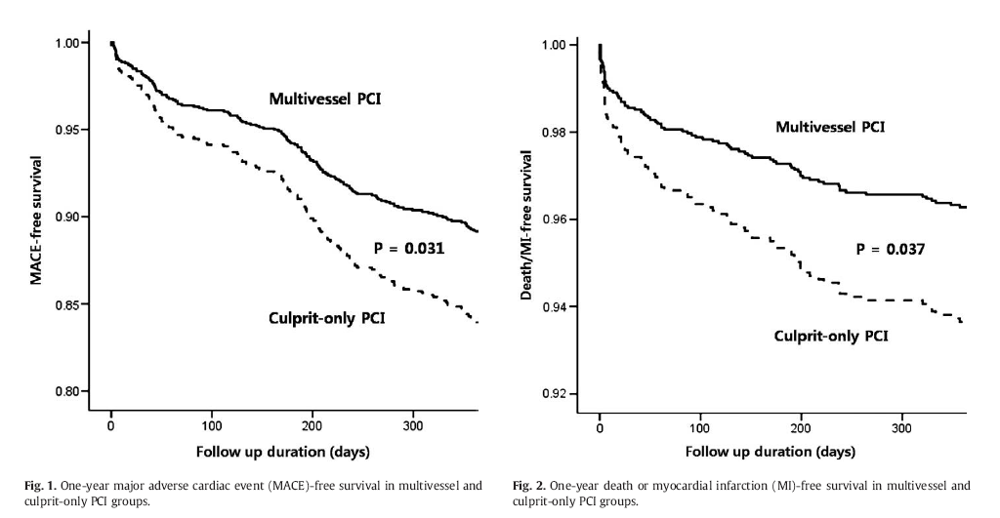 1.00
0.95
0.90
0.85
0.80
MACE-free survival
Multivessel PCI
P = 0.031
Culprit-only PCI
0
100
200
300
Follow up duration (days)
Fig. 1. One-year major adverse cardiac event (MACE)-free survival in multivessel and
culprit-only PCI groups.
1.00
0.98
0.96
0.94
0.92
Death/MI-free survival
Multivessel PCI
P = 0.037
Culprit-only PCI
0
100
200
300
Follow up duration (days)
Fig. 2. One-year death or myocardial infarction (MI)-free survival in multivessel and
culprit-only PCI groups.